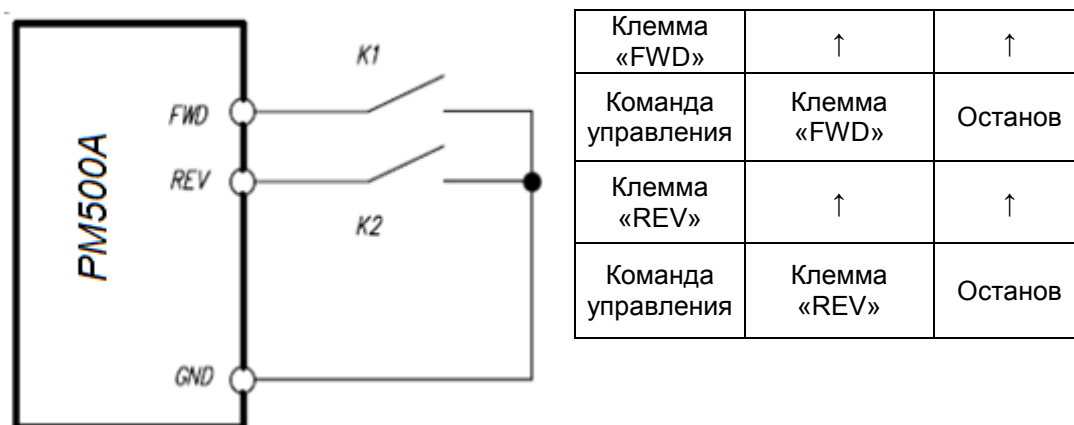 PM500A
K1
FWD
REV
K2
GND
Клемма
«FWD»
↑
↑
Команда
управления
Клемма
«FWD»
Останов
Клемма
«REV»
↑
↑
Команда
управления
Клемма
«REV»
Останов